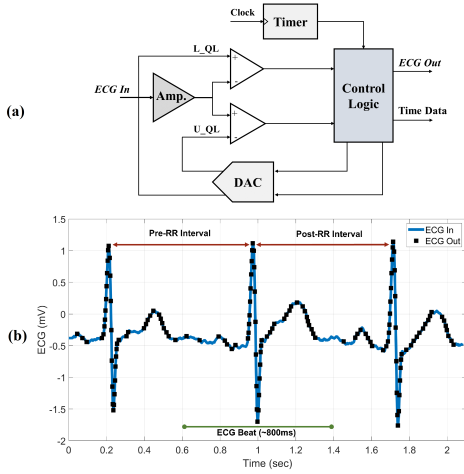 Clock
Timer
L_QL
ECG In
Amp.
+
-
+
-
U_QL
Control
Logic
ECG Out
Time Data
DAC
(a)
1.5
1
0.5
0
-0.5
-1
-1.5
-2
ECG (mV)
(b)
Pre-RR Interval
Post-RR Interval
ECG In
ECG Out
ECG Beat (~800ms)
0 0.2 0.4 0.6 0.8 1 1.2 1.4 1.6 1.8 2
Time (sec)